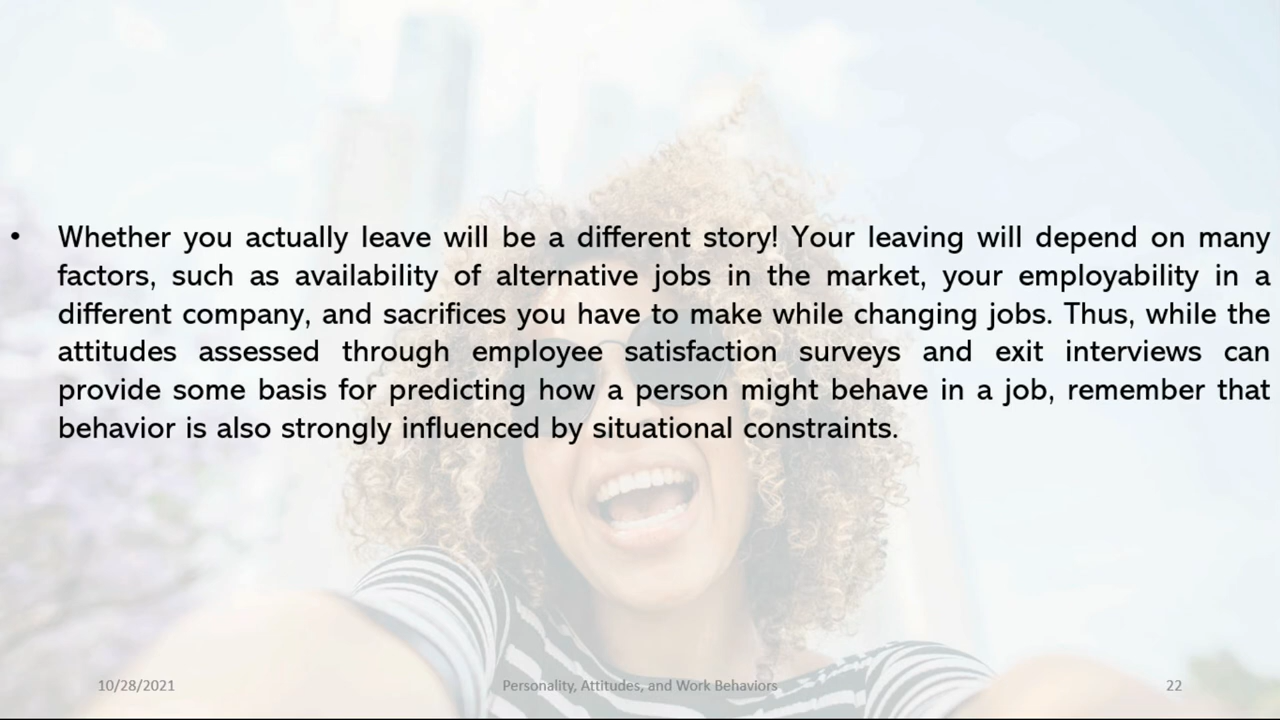 • Whether you actually leave will be a different story! Your leaving will depend on many
factors, such as availability of alternative jobs in the market, your employability in a
different company, and sacrifices you have to make while changing jobs. Thus, while the
attitudes assessed through employee satisfaction surveys and exit interviews can
provide some basis for predicting how a person might behave in a job, remember that
behavior is also strongly influenced by situational constraints.
10/28/2021
Personality, Attitudes, and Work Behaviors
22